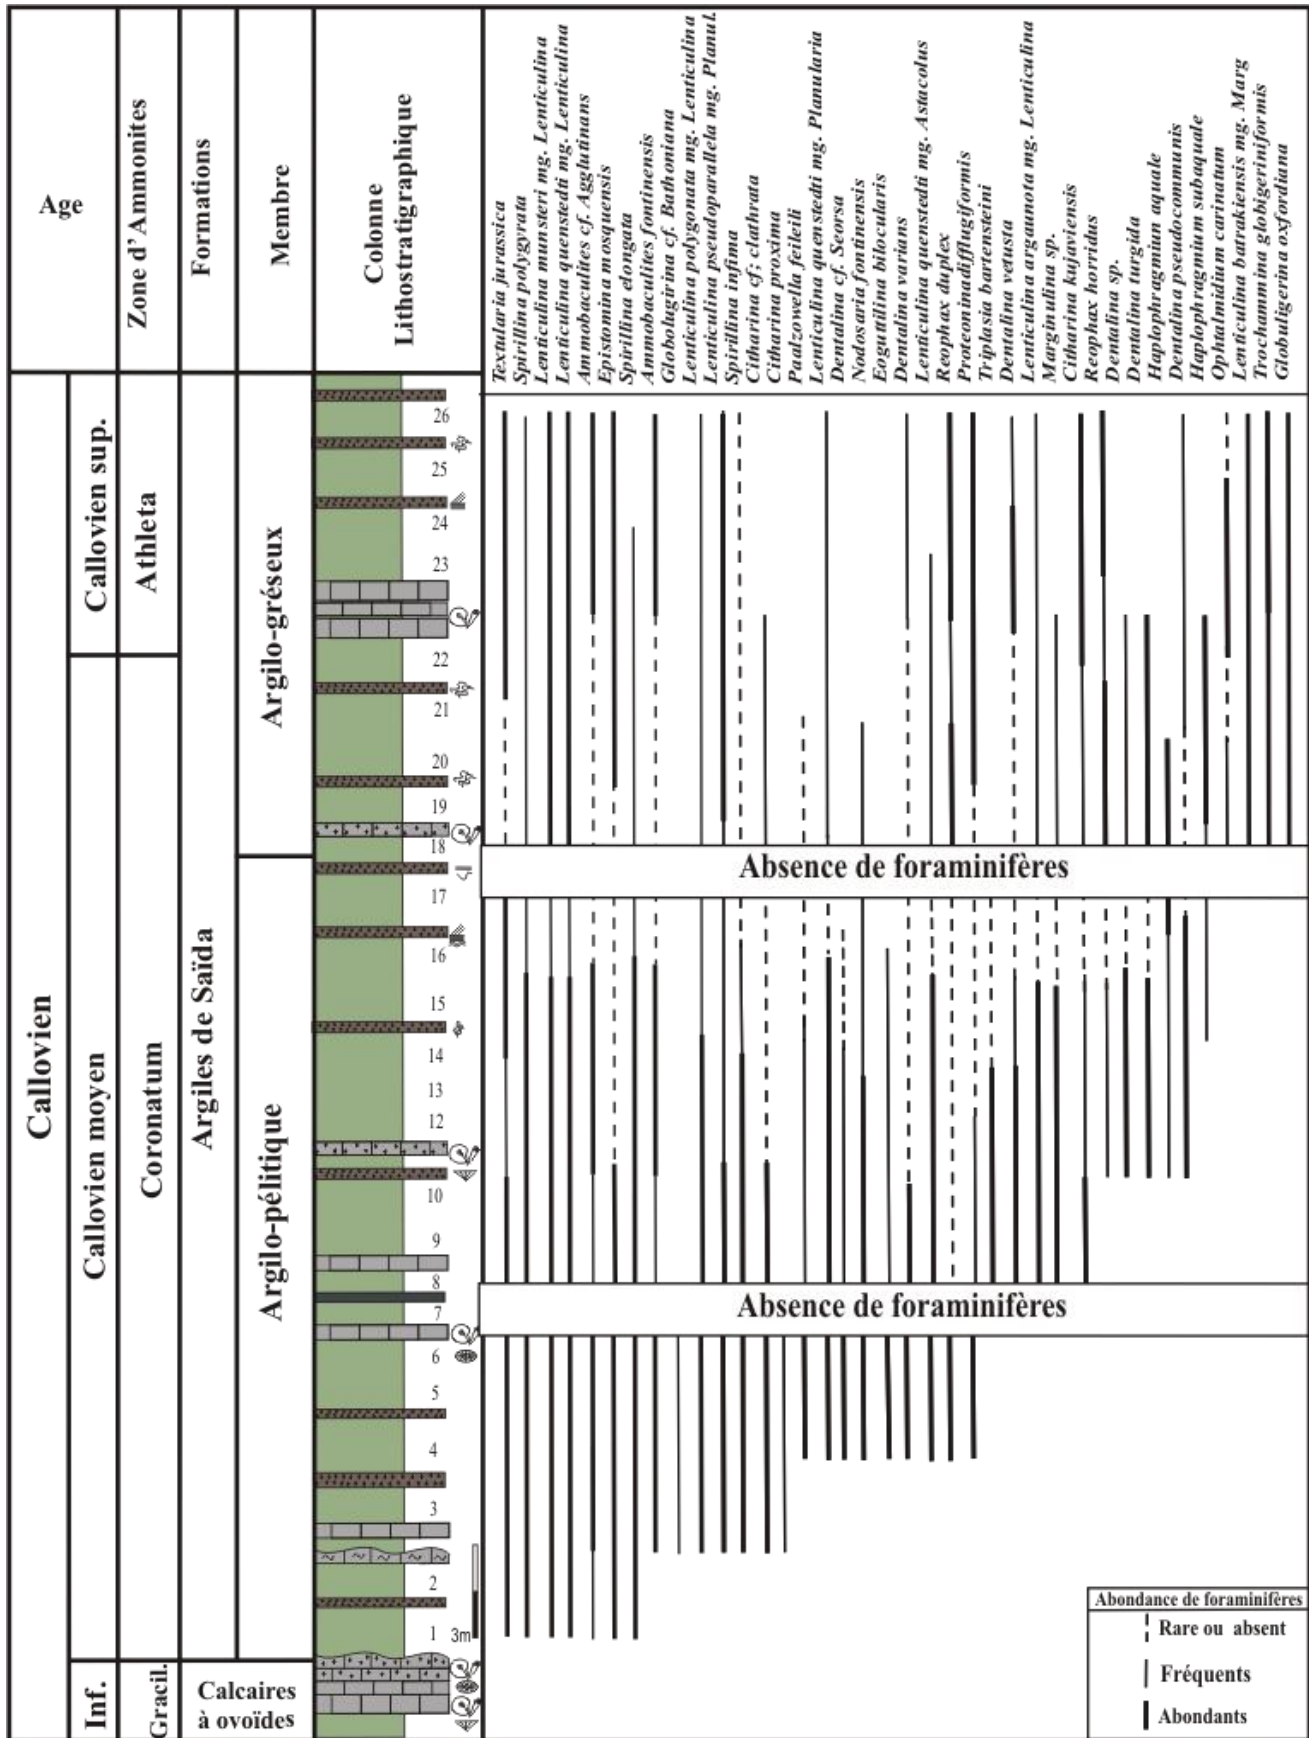 Age
Zone d'Ammonites
Formations
Membre
Colonne
Lithostratigraphique
Textularia jurassica
Spirillina polygyrata
Lenticulina munsteri mg. Lenticulina
Lenticulina quenstedti mg. Lenticulina
Ammobaculites cf. Agglutinans
Epistomina mosquensis
Spirillina elongata
Ammobaculites fontinensis
Globulugirina cf. Bathoniana
Lenticulina polygonata mg. Lenticulina
Lenticulina pseudoparallela mg. Planul.
Spirillina infima
Citharina cf; clathrata
Citharina proxima
Paalzowella feileili
Lenticulina quenstedti mg. Planularia
Dentalina cf. Seorsa
Nodosaria fontinensis
Eoguttilina bilocularis
Dentalina varians
Lenticulina quenstedti mg. Astacolus
Reophax duplex
Proteonina difflugiformis
Triplasia bartensteini
Dentalina vetusta
Lenticulina argaunota mg. Lenticulina
Marginulina sp.
Citharina kujaviensis
Reophax horridus
Dentalina sp.
Dentalina turgida
Haplophragmiun aquale
Dentalina pseudocommunis
Haplophragmium subaquale
Ophtalmidium carinatum
Lenticulina batrakiensis mg. Marg
Trochammina globigeriniformis
Globuligerina oxfordiana
Callovien
Callovien sup.
Callovien moyen
Inf.
Athleta
Coronatum
Gracil.
Argiles de Saïda
Calcaires
à ovoïdes
Argilo-gréseux
Argilo-pélitique
26
25
24
23
22
21
20
19
18
17
16
15
14
13
12
10
9
8
7
6
5
4
3
2
1 3m
Absence de foraminifères
Absence de foraminifères
Abondance de foraminifères
Rare ou absent
Fréquents
Abondants